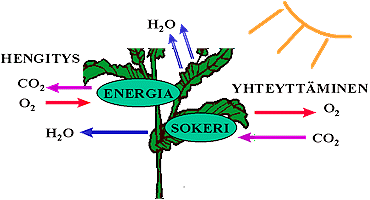 H₂O
HENGITYS
CO₂
O₂
ENERGIA
H₂O
YHTEYTTÄMINEN
O₂
SOKERI
CO₂